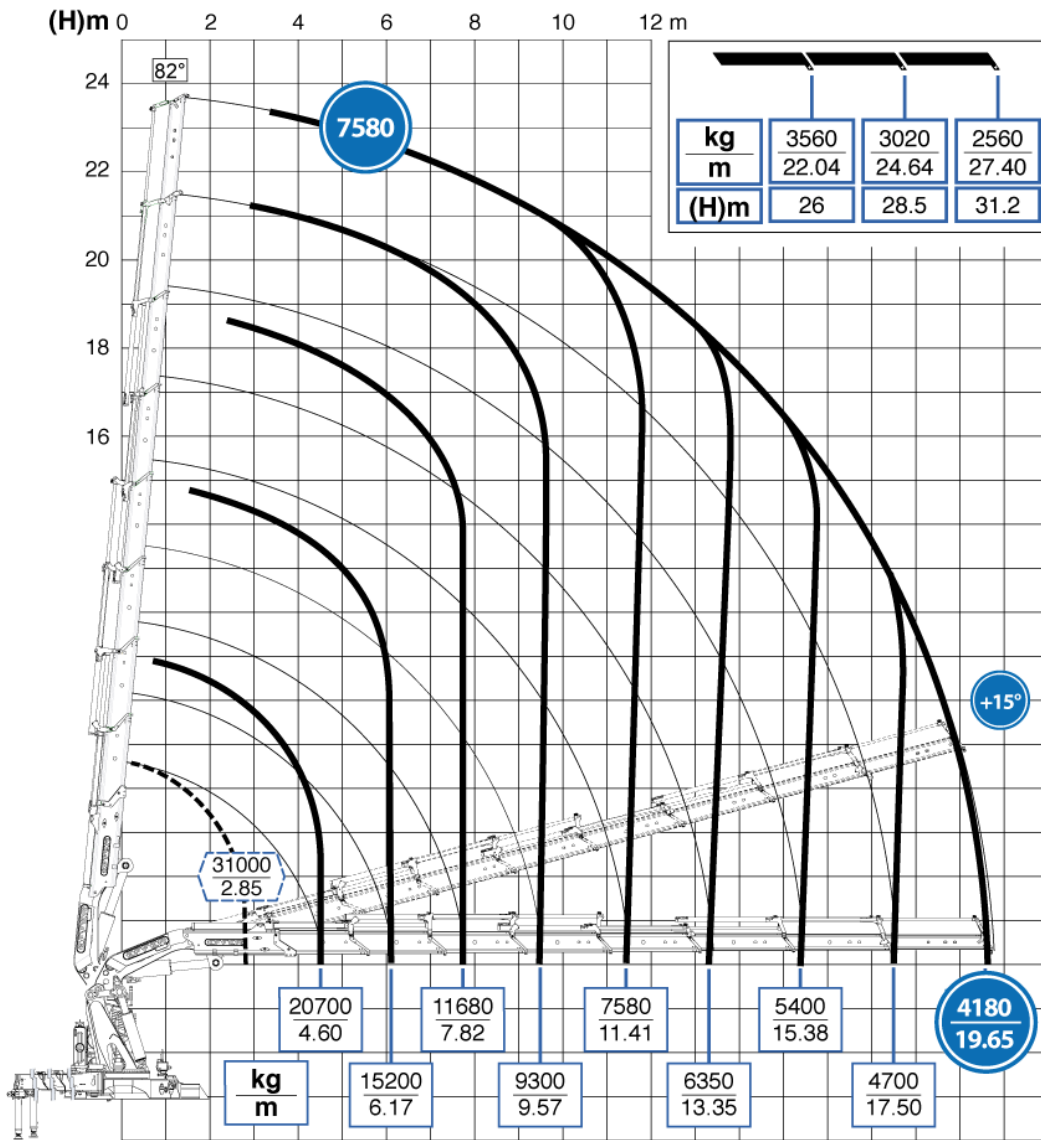 (H)m 0 2 4 6 8 10 12 m
24
82°
7580
22
20
18
16
kg 3560 3020 2560
m 22.04 24.64 27.40
(H)m 26 28.5 31.2
+15°
31000
2.85
20700 11680 7580 5400 4180
4.60 7.82 11.41 15.38 19.65
kg 15200 9300 6350 4700
m 6.17 9.57 13.35 17.50